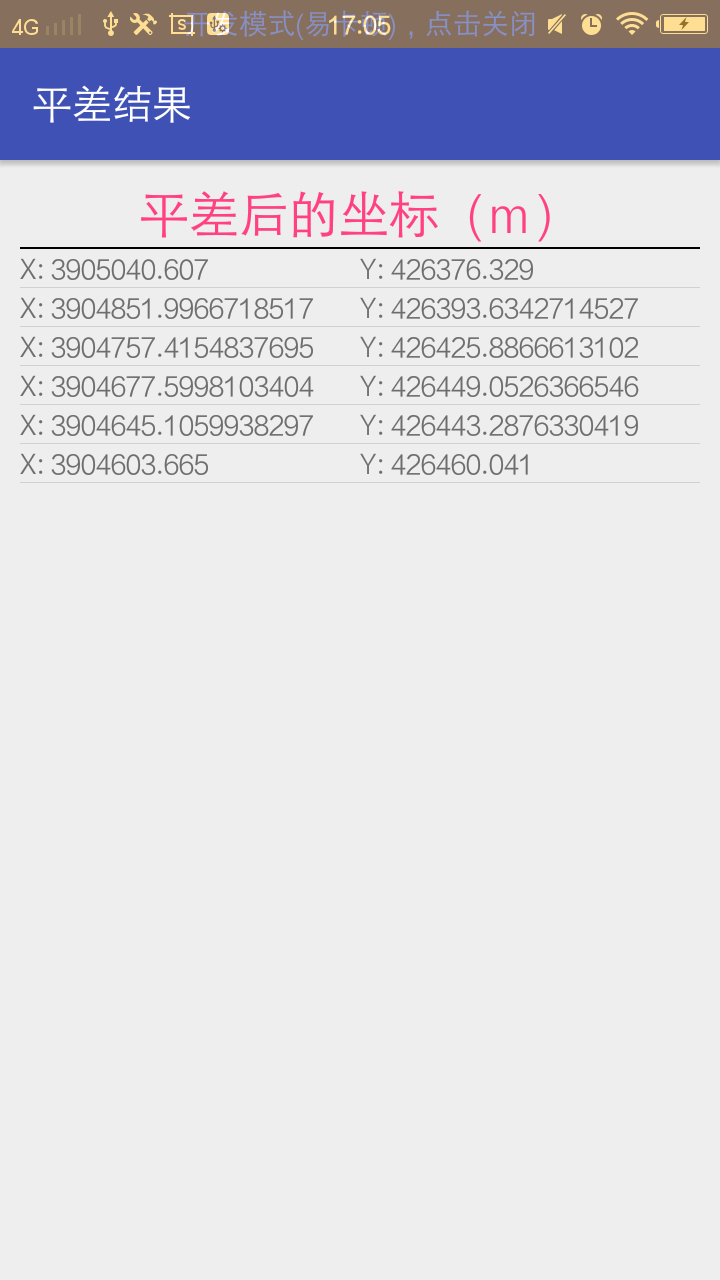 4G 开发模式(易卡顿)，点击关闭 17:05
平差结果
平差后的坐标（m）
X: 3905040.607 Y: 426376.329
X: 3904851.9966718517 Y: 426393.6342714527
X: 3904757.4154837695 Y: 426425.8866613102
X: 3904677.5998103404 Y: 426449.0526366546
X: 3904645.1059938297 Y: 426443.2876330419
X: 3904603.665 Y: 426460.041